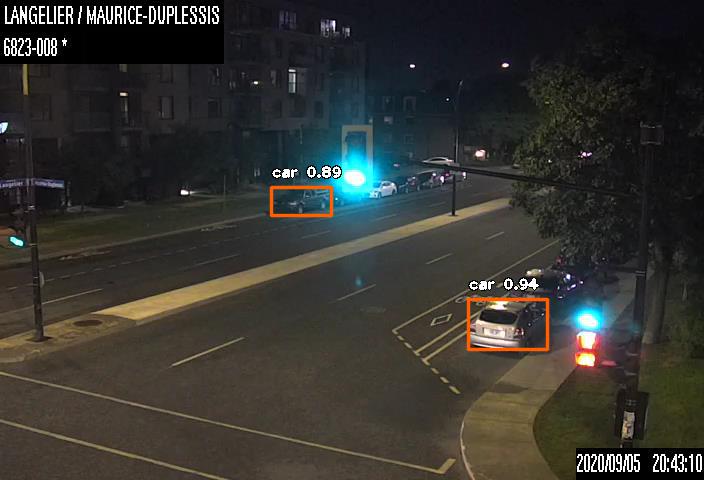 LANGELIER / MAURICE-DUPLESSIS
6823-008 *
car 0.89
car 0.94
2020/09/05 20:43:10